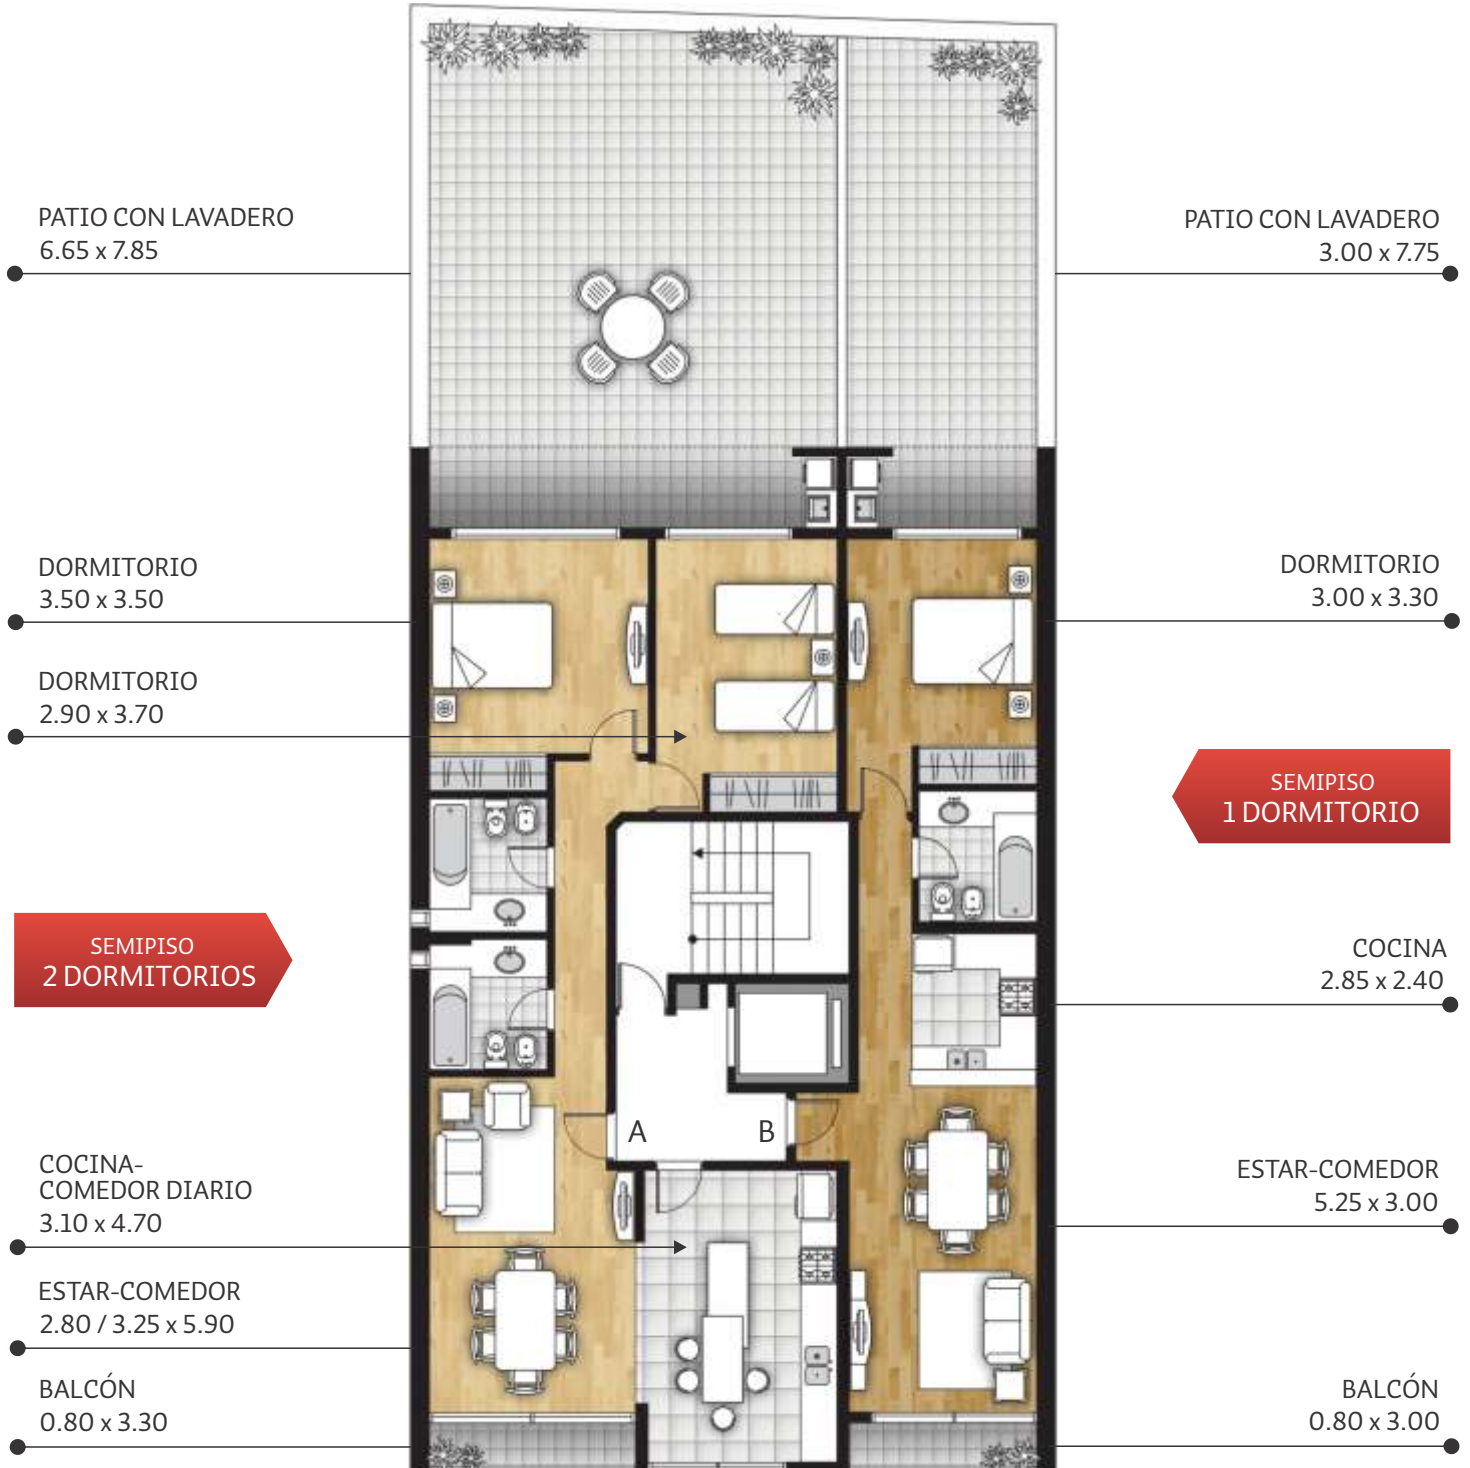 PATIO CON LAVADERO
6.65 x 7.85
DORMITORIO
3.50 x 3.50
DORMITORIO
2.90 x 3.70
SEMIPISO
2 DORMITORIOS
COCINA-
COMEDOR DIARIO
3.10 x 4.70
ESTAR-COMEDOR
2.80 / 3.25 x 5.90
BALCÓN
0.80 x 3.30
A
B
PATIO CON LAVADERO
3.00 x 7.75
DORMITORIO
3.00 x 3.30
SEMIPISO
1 DORMITORIO
COCINA
2.85 x 2.40
ESTAR-COMEDOR
5.25 x 3.00
BALCÓN
0.80 x 3.00